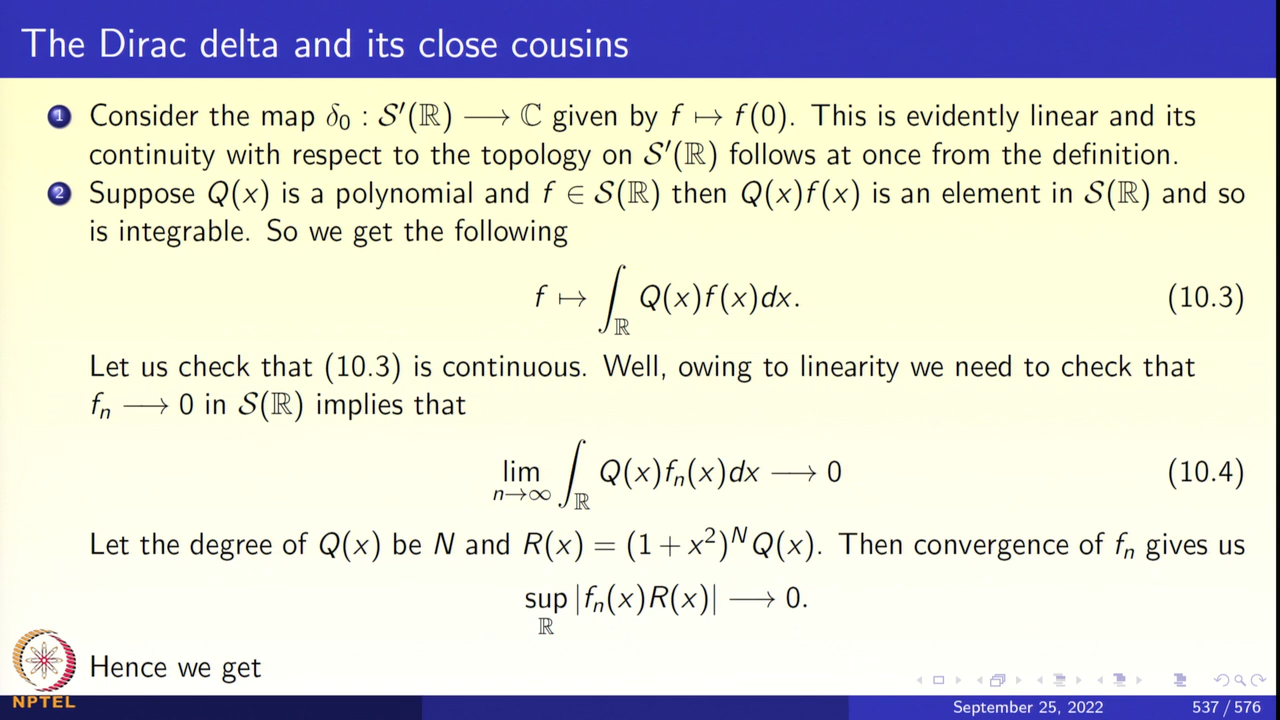 The Dirac delta and its close cousins
1 Consider the map δ₀ : 𝒮′(ℝ) ⟶ ℂ given by f ↦ f(0). This is evidently linear and its
continuity with respect to the topology on 𝒮′(ℝ) follows at once from the definition.
2 Suppose Q(x) is a polynomial and f ∈ 𝒮(ℝ) then Q(x)f(x) is an element in 𝒮(ℝ) and so
is integrable. So we get the following
f ↦ ∫_ℝ Q(x)f(x)dx. (10.3)
Let us check that (10.3) is continuous. Well, owing to linearity we need to check that
fₙ ⟶ 0 in 𝒮(ℝ) implies that
lim_{n→∞} ∫_ℝ Q(x)fₙ(x)dx ⟶ 0 (10.4)
Let the degree of Q(x) be N and R(x) = (1 + x²)^N Q(x). Then convergence of fₙ gives us
sup_ℝ |fₙ(x)R(x)| ⟶ 0.
Hence we get
NPTEL
September 25, 2022 537 / 576